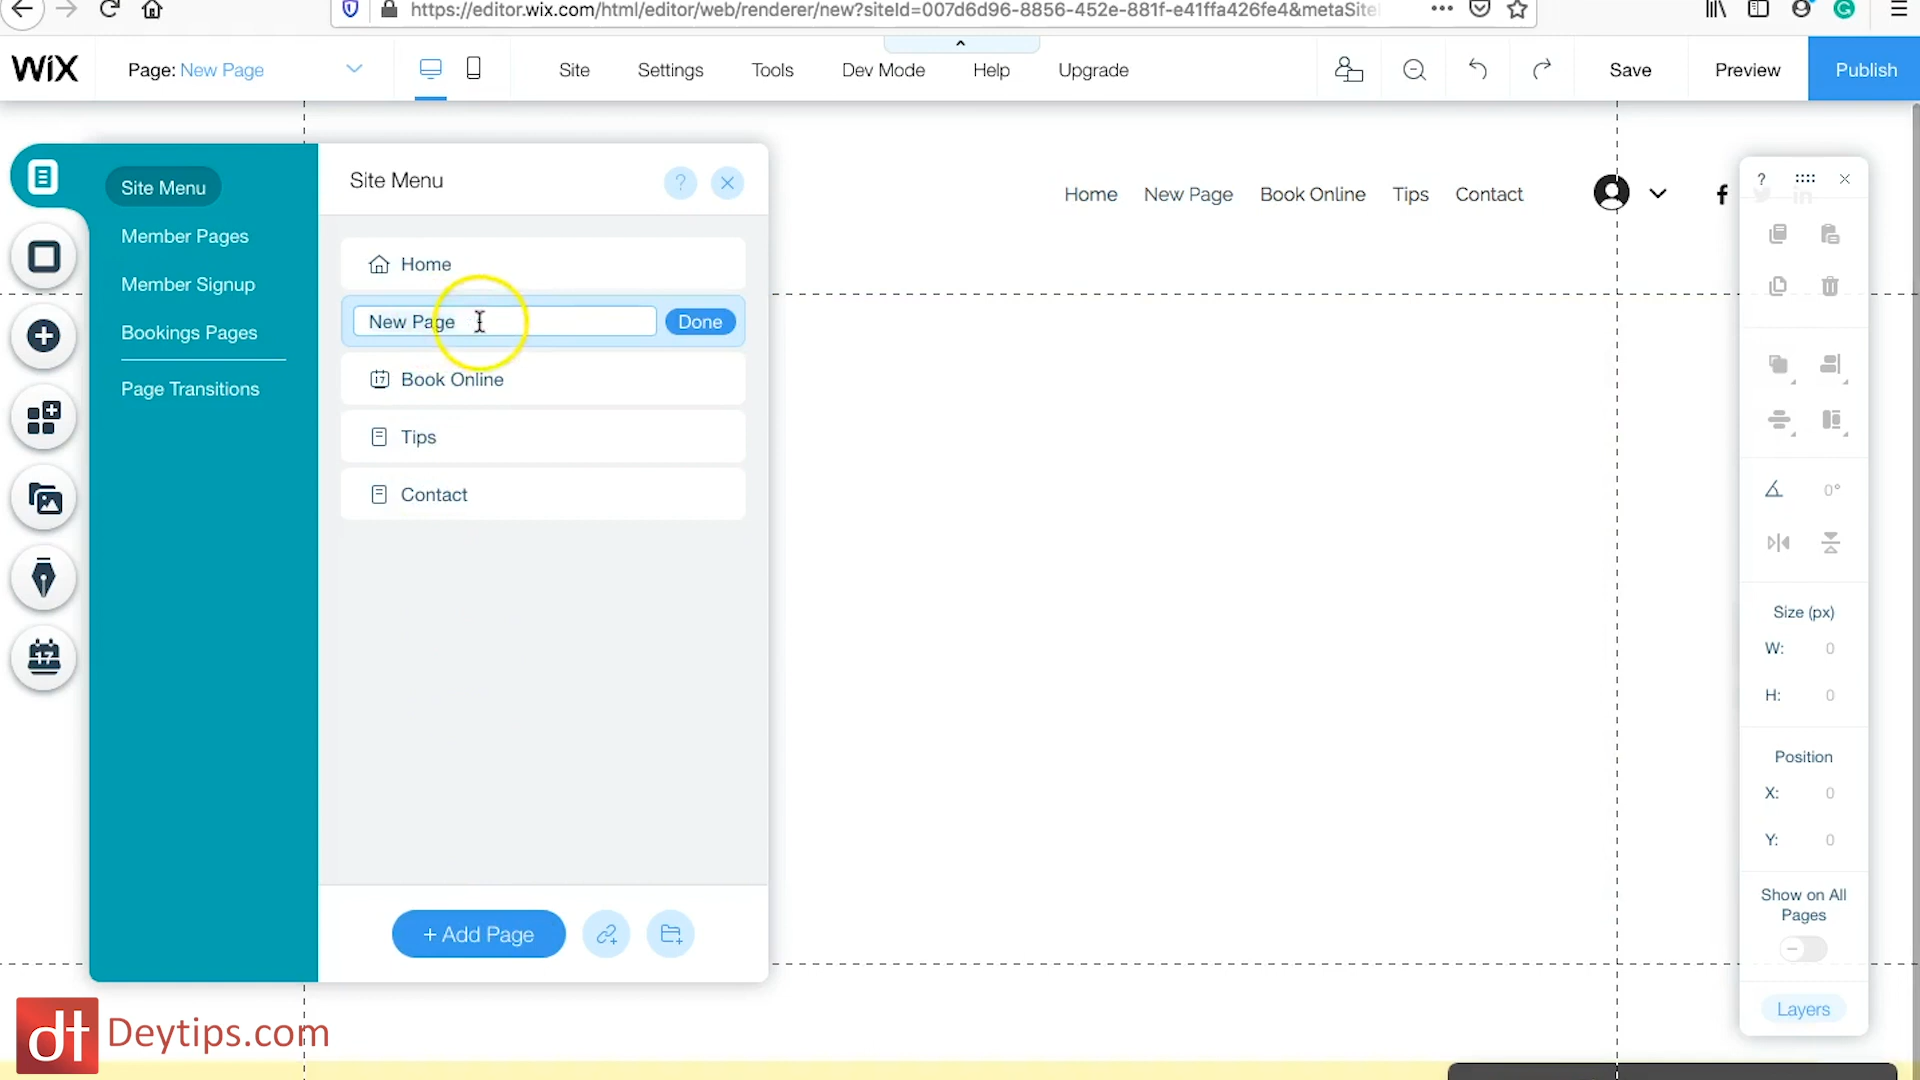 https://editor.wix.com/html/editor/web/renderer/new?siteId=007d6d96-8856-452e-881f-e41ffa426fe4&metaSite
WiX
Page: New Page
Site
Settings
Tools
Dev Mode
Help
Upgrade
Save
Preview
Publish
Site Menu
Member Pages
Member Signup
Bookings Pages
Page Transitions
Site Menu
?
Home
New Page
Done
17
Book Online
Tips
Contact
+ Add Page
Home
New Page
Book Online
Tips
Contact
f
in
?
0°
Size (px)
W: 0
H: 0
Position
X: 0
Y: 0
Show on All
Pages
Layers
17
dt Deytips.com